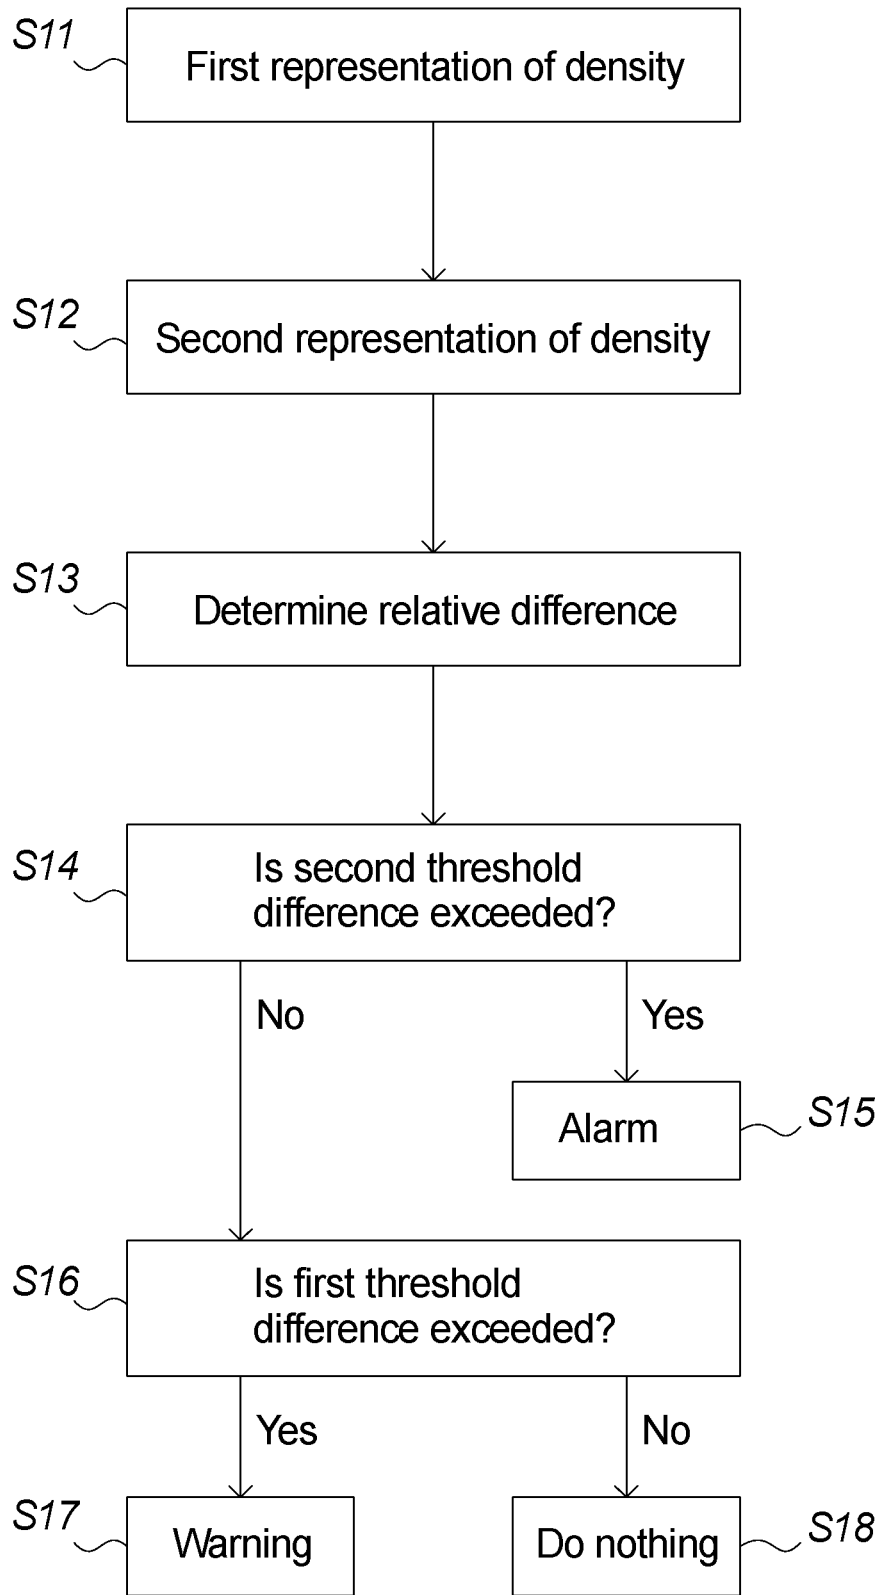 S11
First representation of density
S12
Second representation of density
S13
Determine relative difference
S14
Is second threshold
difference exceeded?
No
Yes
Alarm
S15
S16
Is first threshold
difference exceeded?
Yes
No
S17
Warning
Do nothing
S18